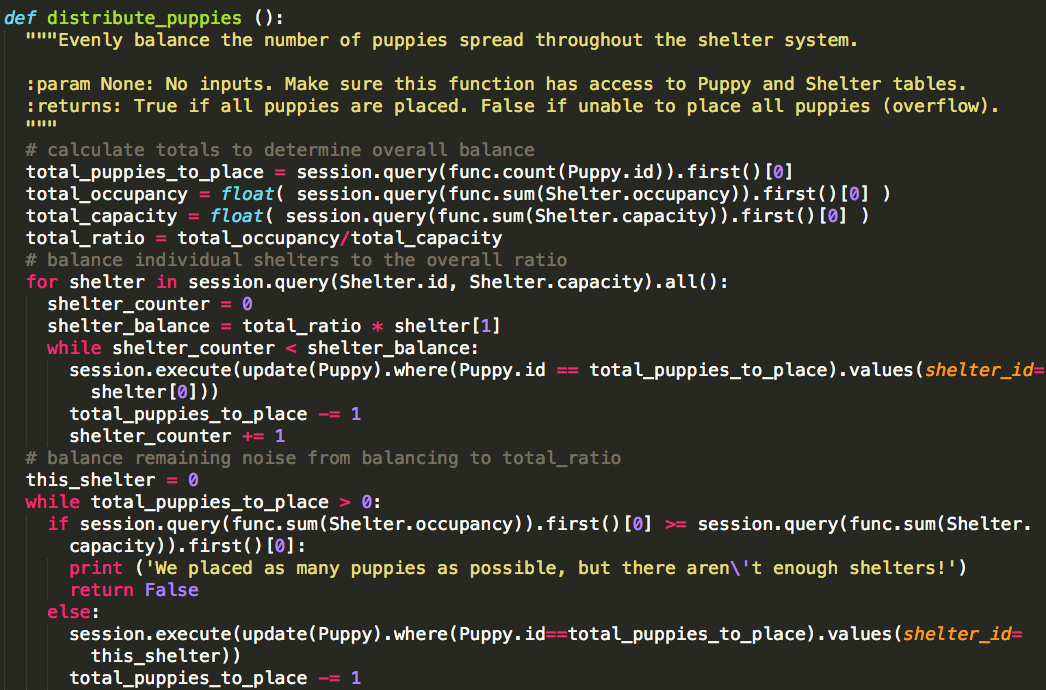 def distribute_puppies ():
"""Evenly balance the number of puppies spread throughout the shelter system.
:param None: No inputs. Make sure this function has access to Puppy and Shelter tables.
:returns: True if all puppies are placed. False if unable to place all puppies (overflow).
"""
# calculate totals to determine overall balance
total_puppies_to_place = session.query(func.count(Puppy.id)).first()[0]
total_occupancy = float( session.query(func.sum(Shelter.occupancy)).first()[0] )
total_capacity = float( session.query(func.sum(Shelter.capacity)).first()[0] )
total_ratio = total_occupancy/total_capacity
# balance individual shelters to the overall ratio
for shelter in session.query(Shelter.id, Shelter.capacity).all():
shelter_counter = 0
shelter_balance = total_ratio * shelter[1]
while shelter_counter < shelter_balance:
session.execute(update(Puppy).where(Puppy.id == total_puppies_to_place).values(shelter_id=
shelter[0]))
total_puppies_to_place -= 1
shelter_counter += 1
# balance remaining noise from balancing to total_ratio
this_shelter = 0
while total_puppies_to_place > 0:
if session.query(func.sum(Shelter.occupancy)).first()[0] >= session.query(func.sum(Shelter.
capacity)).first()[0]:
print ('We placed as many puppies as possible, but there aren\'t enough shelters!')
return False
else:
session.execute(update(Puppy).where(Puppy.id==total_puppies_to_place).values(shelter_id=
this_shelter))
total_puppies_to_place -= 1